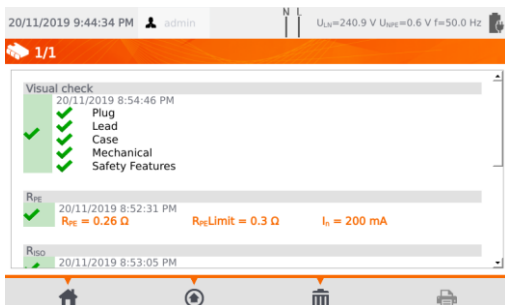 N L
20/11/2019 9:44:34 PM admin ULN=240.9 V UNPE=0.6 V f=50.0 Hz
1/1
Visual check
20/11/2019 8:54:46 PM
Plug
Lead
Case
Mechanical
Safety Features
RPE
20/11/2019 8:52:31 PM
RPE = 0.26 Ω RPELimit = 0.3 Ω In = 200 mA
RISO
20/11/2019 8:53:05 PM